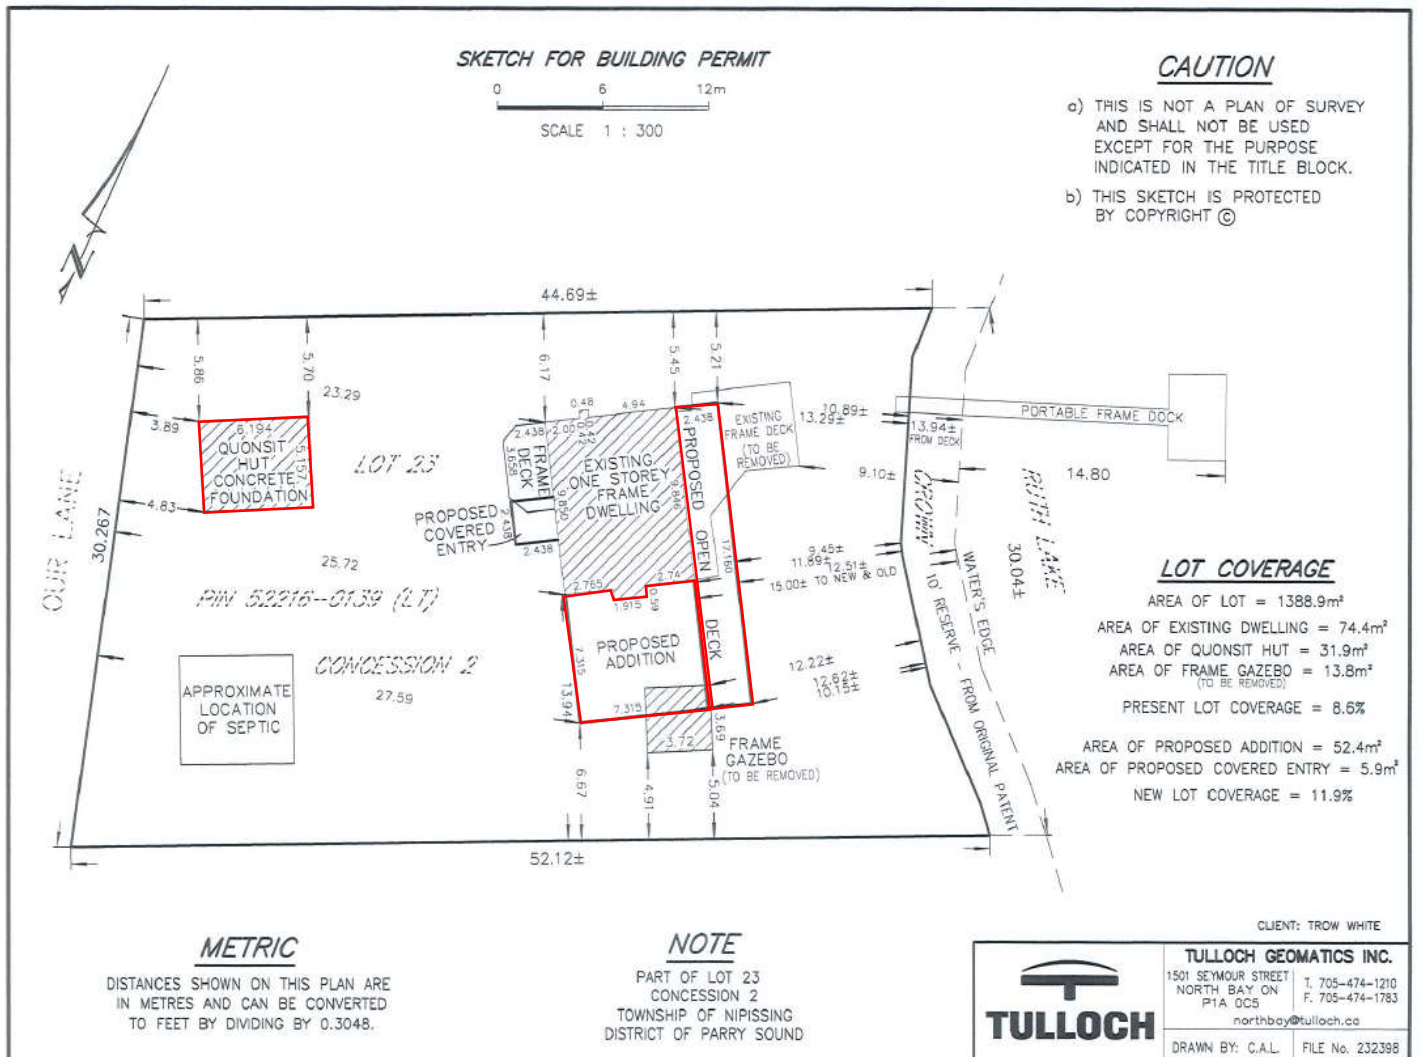 SKETCH FOR BUILDING PERMIT
0 6 12m
SCALE 1 : 300
CAUTION
a) THIS IS NOT A PLAN OF SURVEY
AND SHALL NOT BE USED
EXCEPT FOR THE PURPOSE
INDICATED IN THE TITLE BLOCK.
b) THIS SKETCH IS PROTECTED
BY COPYRIGHT ©
N
44.69±
5.86
5.70
6.17
5.45
5.21
23.29
3.89
6.194
5.157
QUONSIT
HUT
CONCRETE
FOUNDATION
4.83
LOT 23
0.48
4.94
2.438
2.00
0.42
0.42
3.658
FRAME
DECK
EXISTING
ONE STOREY
FRAME
DWELLING
9.850
9.846
2.438
PROPOSED OPEN DECK
17.160
EXISTING
FRAME DECK
(TO BE
REMOVED)
10.89±
13.29±
13.94±
FROM DECK
PORTABLE FRAME DOCK
14.80
9.10±
CROWN
RUTH LAKE
30.04±
PROPOSED
COVERED
ENTRY
2.438
2.438
OUR LANE
30.267
25.72
PIN 52216-0139 (LT)
CONCESSION 2
27.59
2.765
2.74
1.915
0.59
9.45±
11.89±
12.51±
15.00± TO NEW & OLD
WATER'S EDGE
10' RESERVE - FROM ORIGINAL PATENT
PROPOSED
ADDITION
7.315
7.315
13.94
12.22±
12.62±
10.15±
APPROXIMATE
LOCATION
OF SEPTIC
3.72
3.69
FRAME
GAZEBO
(TO BE REMOVED)
6.67
4.91
5.04
52.12±
LOT COVERAGE
AREA OF LOT = 1388.9m²
AREA OF EXISTING DWELLING = 74.4m²
AREA OF QUONSIT HUT = 31.9m²
AREA OF FRAME GAZEBO = 13.8m²
(TO BE REMOVED)
PRESENT LOT COVERAGE = 8.6%
AREA OF PROPOSED ADDITION = 52.4m²
AREA OF PROPOSED COVERED ENTRY = 5.9m²
NEW LOT COVERAGE = 11.9%
METRIC
DISTANCES SHOWN ON THIS PLAN ARE
IN METRES AND CAN BE CONVERTED
TO FEET BY DIVIDING BY 0.3048.
NOTE
PART OF LOT 23
CONCESSION 2
TOWNSHIP OF NIPISSING
DISTRICT OF PARRY SOUND
CLIENT: TROW WHITE
TULLOCH
TULLOCH GEOMATICS INC.
1501 SEYMOUR STREET
NORTH BAY ON
P1A 0C5
T. 705-474-1210
F. 705-474-1783
northbay@tulloch.ca
DRAWN BY: C.A.L.
FILE No. 232398